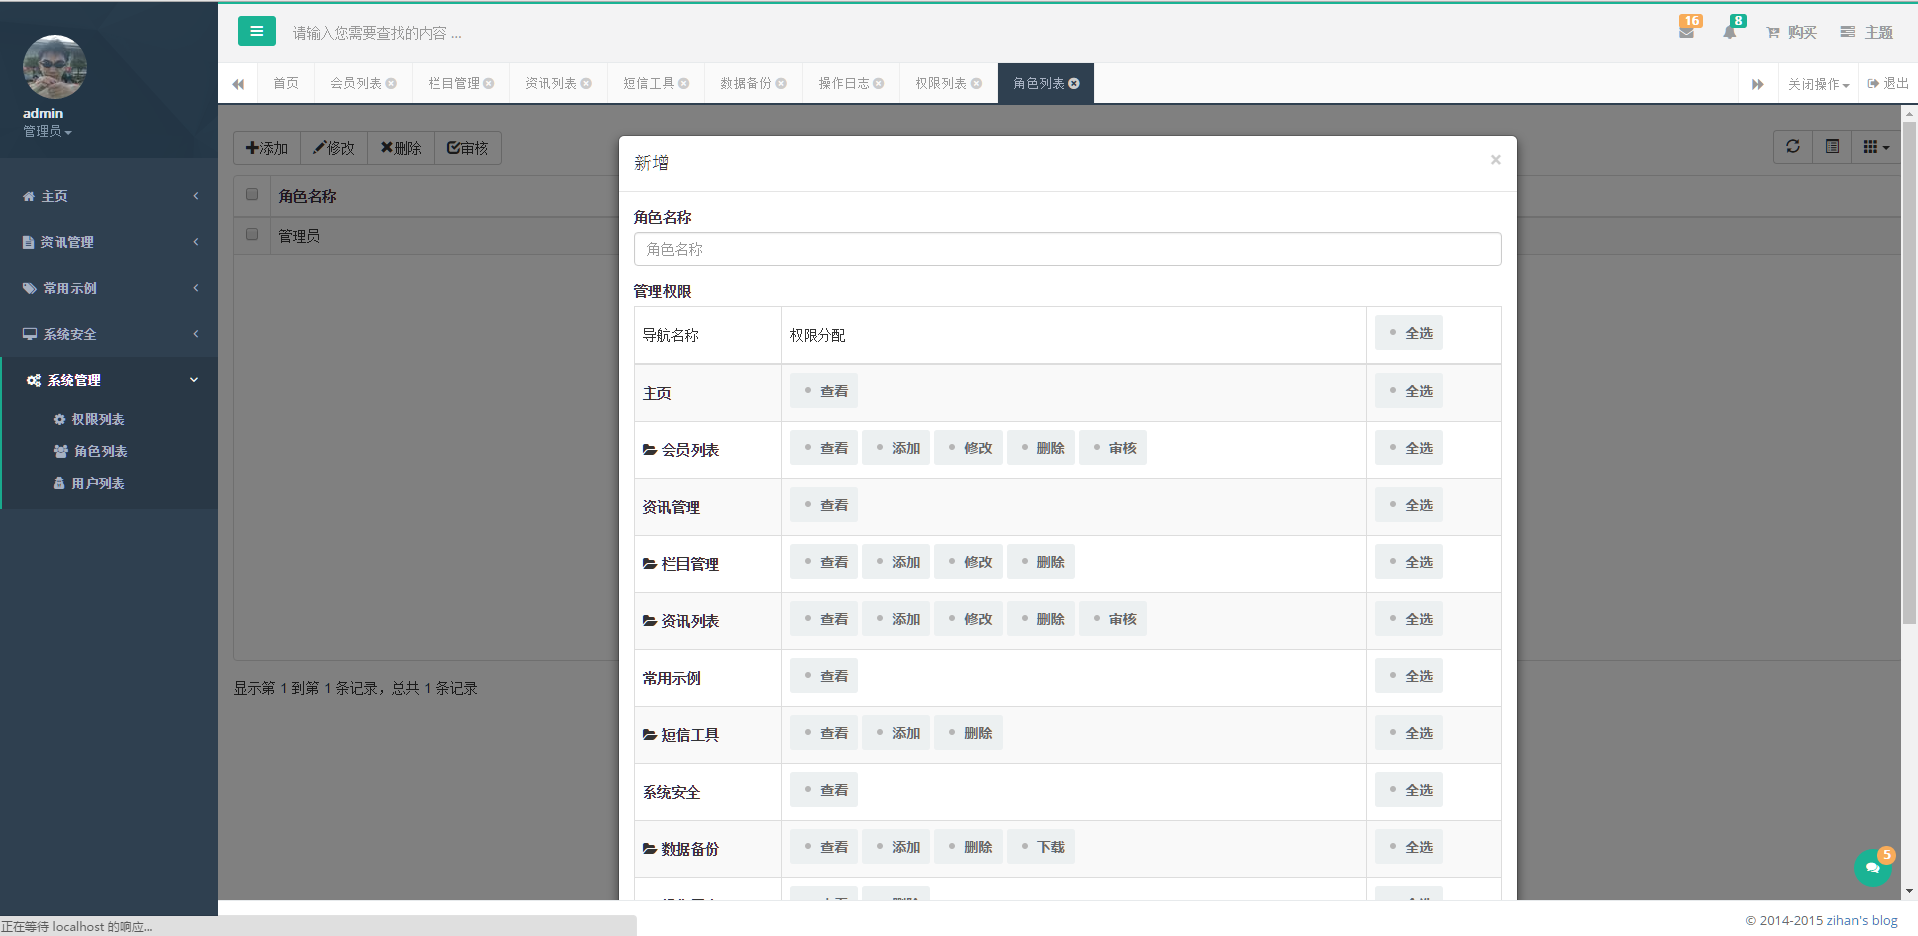 请输入您需要查找的内容 ...
16
8
购买
主题
首页
会员列表
栏目管理
资讯列表
短信工具
数据备份
操作日志
权限列表
角色列表
关闭操作
退出
admin
管理员
主页
资讯管理
常用示例
系统安全
系统管理
权限列表
角色列表
用户列表
添加
修改
删除
审核
角色名称
管理员
显示第 1 到第 1 条记录，总共 1 条记录
新增
×
角色名称
角色名称
管理权限
导航名称 权限分配 全选
主页 查看 全选
会员列表 查看 添加 修改 删除 审核 全选
资讯管理 查看 全选
栏目管理 查看 添加 修改 删除 全选
资讯列表 查看 添加 修改 删除 审核 全选
常用示例 查看 全选
短信工具 查看 添加 删除 全选
系统安全 查看 全选
数据备份 查看 添加 删除 下载 全选
5
正在等待 localhost 的响应...
© 2014-2015 zihan's blog